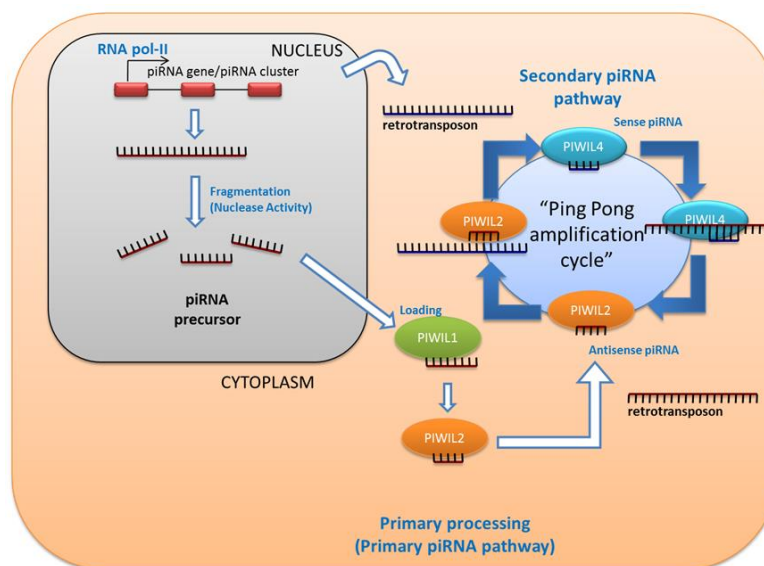 RNA pol-II
NUCLEUS
piRNA gene/piRNA cluster
Fragmentation
(Nuclease Activity)
piRNA
precursor
CYTOPLASM
retrotransposon
Secondary piRNA
pathway
Sense piRNA
PIWIL4
PIWIL2
PIWIL4
“Ping Pong
amplification
cycle”
PIWIL2
Antisense piRNA
Loading
PIWIL1
PIWIL2
retrotransposon
Primary processing
(Primary piRNA pathway)